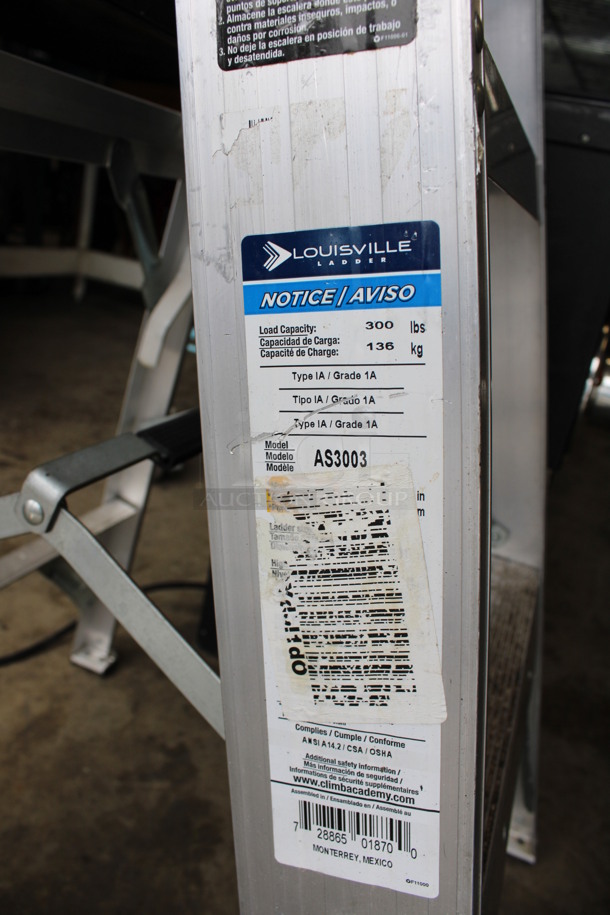 2. Almacene la escalera donde
contra materiales inseguros, impactos, o
daños por corrosión.
3. No deje la escalera en posición de trabajo
y desatendida.
LOUISVILLE
LADDER
NOTICE / AVISO
Load Capacity: 300 lbs
Capacidad de Carga:
Capacité de Charge: 136 kg
Type IA / Grade 1A
Tipo IA / Grado 1A
Type IA / Grade 1A
Model
Modelo AS3003
Modèle
AUCTION GROUP
in
Ladder
Complies / Cumple / Conforme
ANSI A14.2 / CSA / OSHA
Additional safety information /
Más información de seguridad /
Informations de sécurité supplémentaires
www.climbacademy.com
Assembled in / Ensamblado en / Assemblé au
7 28865 01870 0
MONTERREY, MEXICO